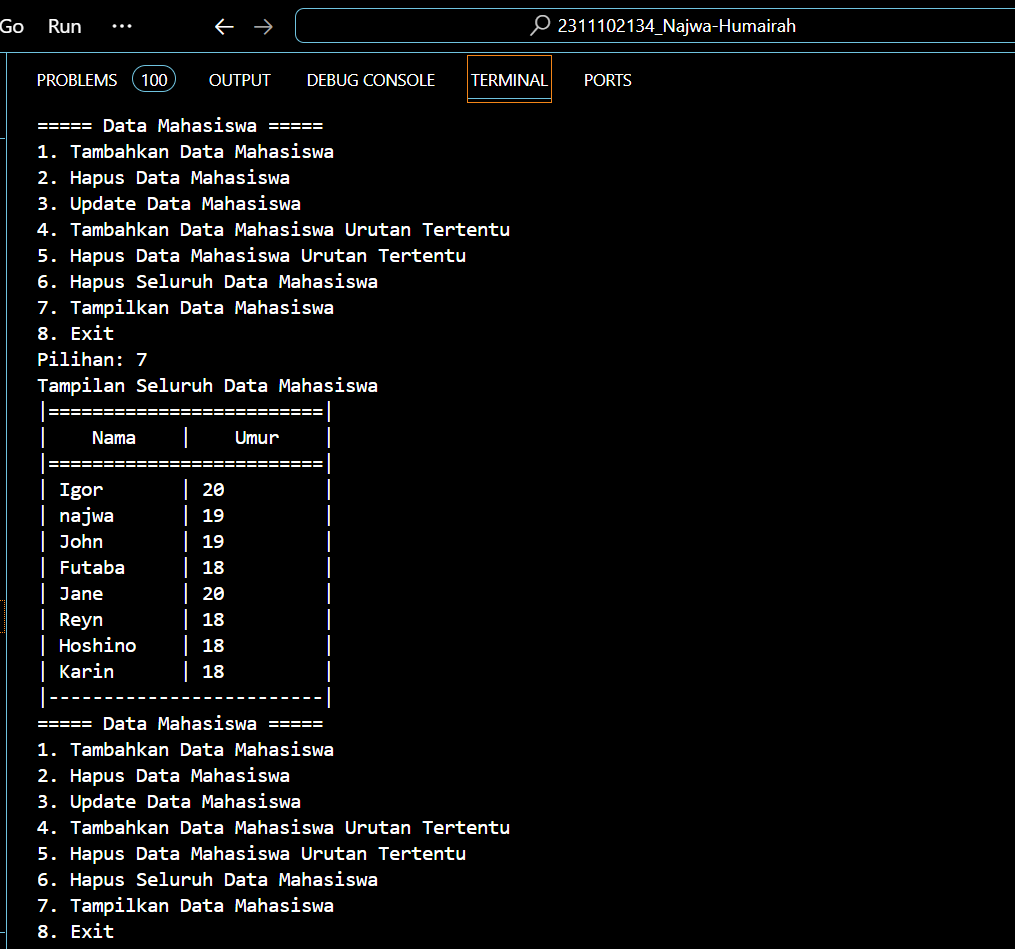 Go Run ··· ← → 2311102134_Najwa-Humairah
PROBLEMS 100 OUTPUT DEBUG CONSOLE TERMINAL PORTS
===== Data Mahasiswa =====
1. Tambahkan Data Mahasiswa
2. Hapus Data Mahasiswa
3. Update Data Mahasiswa
4. Tambahkan Data Mahasiswa Urutan Tertentu
5. Hapus Data Mahasiswa Urutan Tertentu
6. Hapus Seluruh Data Mahasiswa
7. Tampilkan Data Mahasiswa
8. Exit
Pilihan: 7
Tampilan Seluruh Data Mahasiswa
|=========================|
|    Nama    |    Umur    |
|=========================|
| Igor       | 20         |
| najwa      | 19         |
| John       | 19         |
| Futaba     | 18         |
| Jane       | 20         |
| Reyn       | 18         |
| Hoshino    | 18         |
| Karin      | 18         |
|-------------------------|
===== Data Mahasiswa =====
1. Tambahkan Data Mahasiswa
2. Hapus Data Mahasiswa
3. Update Data Mahasiswa
4. Tambahkan Data Mahasiswa Urutan Tertentu
5. Hapus Data Mahasiswa Urutan Tertentu
6. Hapus Seluruh Data Mahasiswa
7. Tampilkan Data Mahasiswa
8. Exit